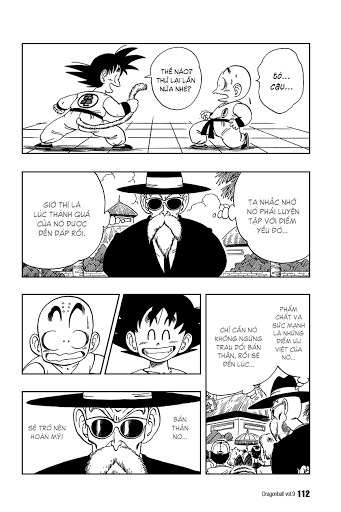 THẾ NÀO?
THỬ LẠI LẦN
NỮA NHÉ?
CẬU...
TA NHẮC NHỞ
NÓ PHẢI LUYỆN
TẬP VỚI ĐIỂM
YẾU ĐÓ...
GIỜ THÌ LÀ
LÚC THÀNH QUẢ
CỦA NÓ ĐƯỢC
ĐỀN ĐÁP RỒI.
PHẨM
CHẤT VÀ
SỨC MẠNH
LÀ NHỮNG
ĐIỂM ƯU
VIỆT CỦA
NÓ...
CHỈ CẦN NÓ
KHÔNG NGỪNG
TRAU DỒI BẢN
THÂN, RỒI SẼ
ĐẾN LÚC...
BẢN
THÂN
NÓ...
SẼ TRỞ NÊN
HOÀN MỸ!
Dragonball vol.9 112